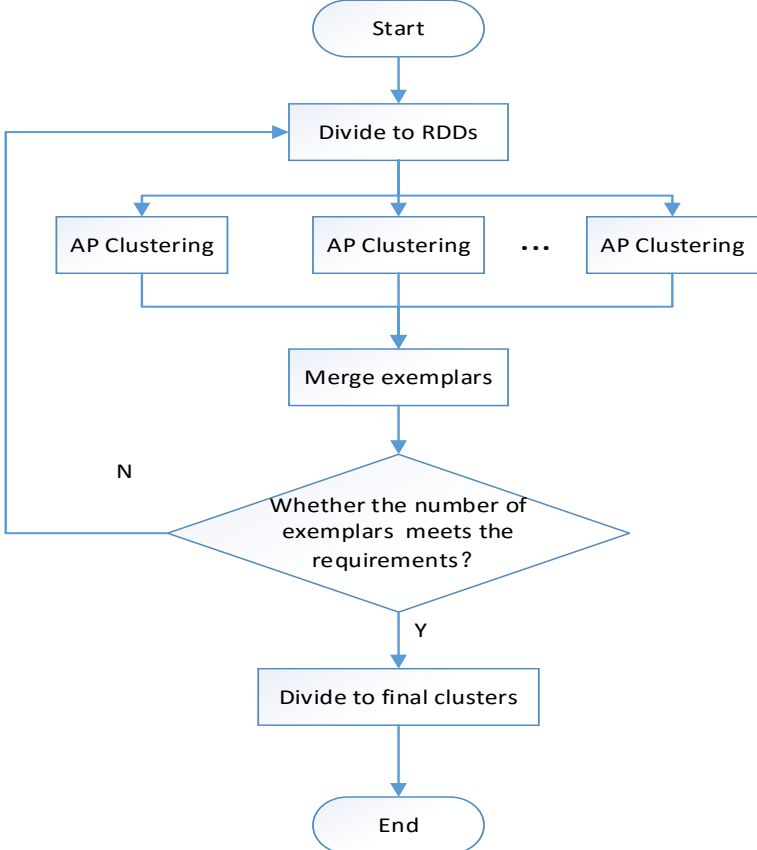 Start
Divide to RDDs
AP Clustering
AP Clustering
...
AP Clustering
Merge exemplars
N
Whether the number of
exemplars meets the
requirements?
Y
Divide to final clusters
End